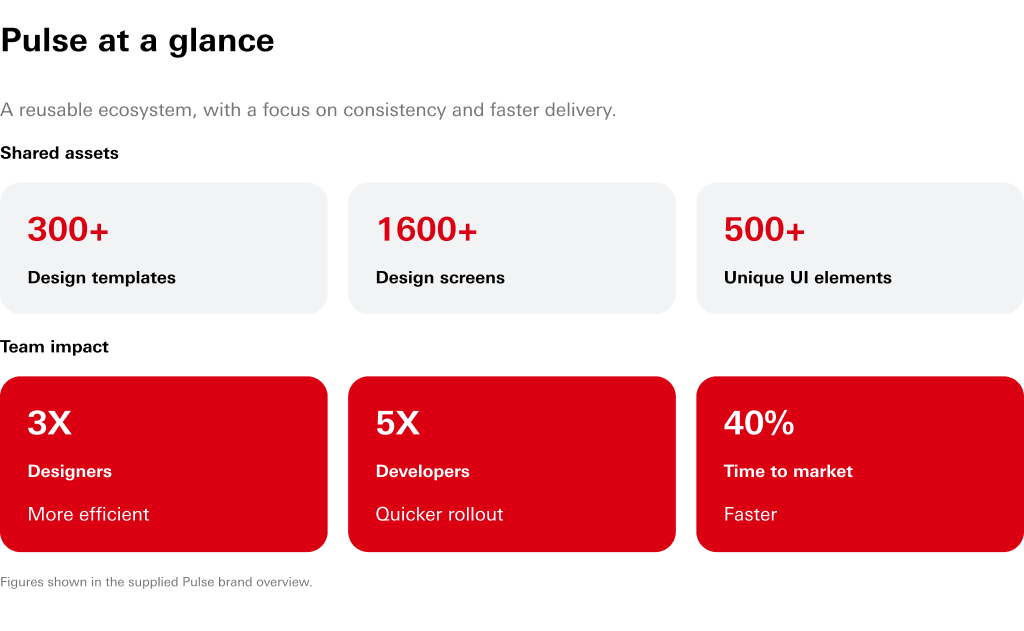 Pulse at a glance
A reusable ecosystem, with a focus on consistency and faster delivery.
Shared assets
300+
Design templates
1600+
Design screens
500+
Unique UI elements
Team impact
3X
Designers
More efficient
5X
Developers
Quicker rollout
40%
Time to market
Faster
Figures shown in the supplied Pulse brand overview.